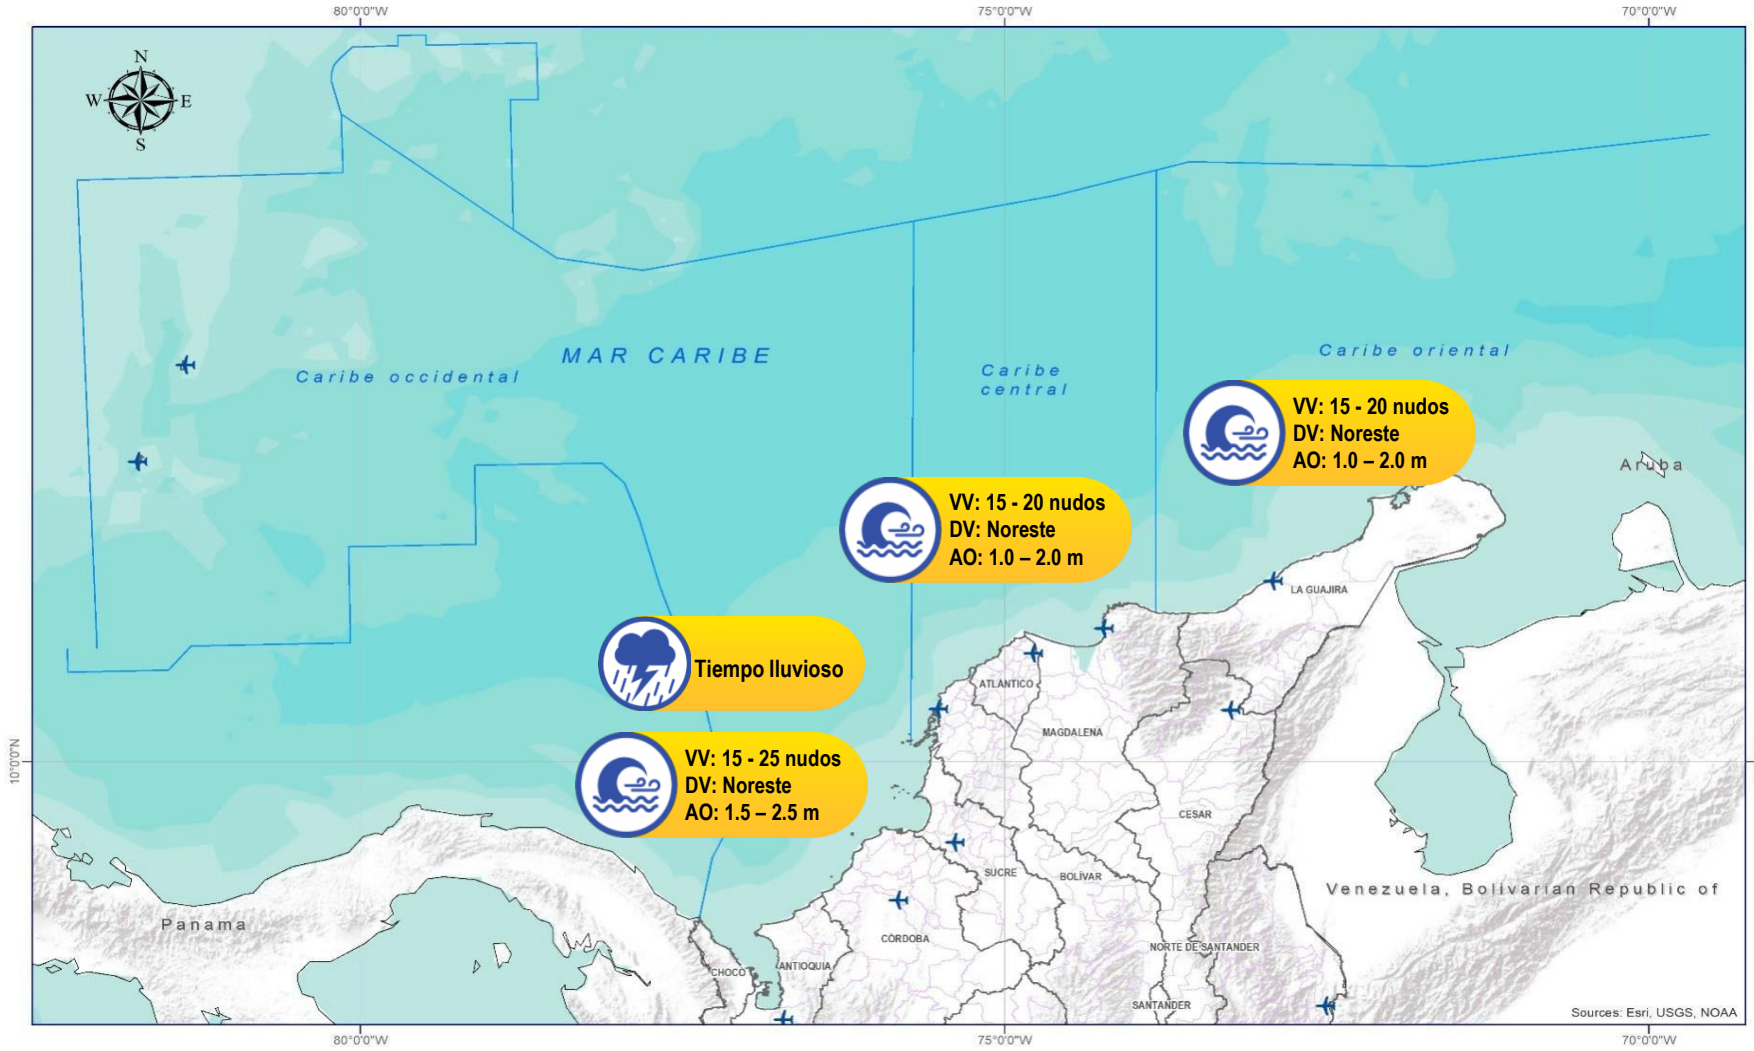 80°0'0"W
75°0'0"W
70°0'0"W
N
W
E
S
MAR CARIBE
Caribe occidental
Caribe
central
Caribe oriental
VV: 15 - 20 nudos
DV: Noreste
AO: 1.0 – 2.0 m
Aruba
VV: 15 - 20 nudos
DV: Noreste
AO: 1.0 – 2.0 m
LA GUAJIRA
Tiempo lluvioso
ATLÁNTICO
MAGDALENA
10°0'0"N
VV: 15 - 25 nudos
DV: Noreste
AO: 1.5 – 2.5 m
CESAR
SUCRE
BOLÍVAR
Venezuela, Bolivarian Republic of
Panama
CÓRDOBA
NORTE DE SANTANDER
CHOCÓ
ANTIOQUIA
SANTANDER
Sources: Esri, USGS, NOAA
80°0'0"W
75°0'0"W
70°0'0"W